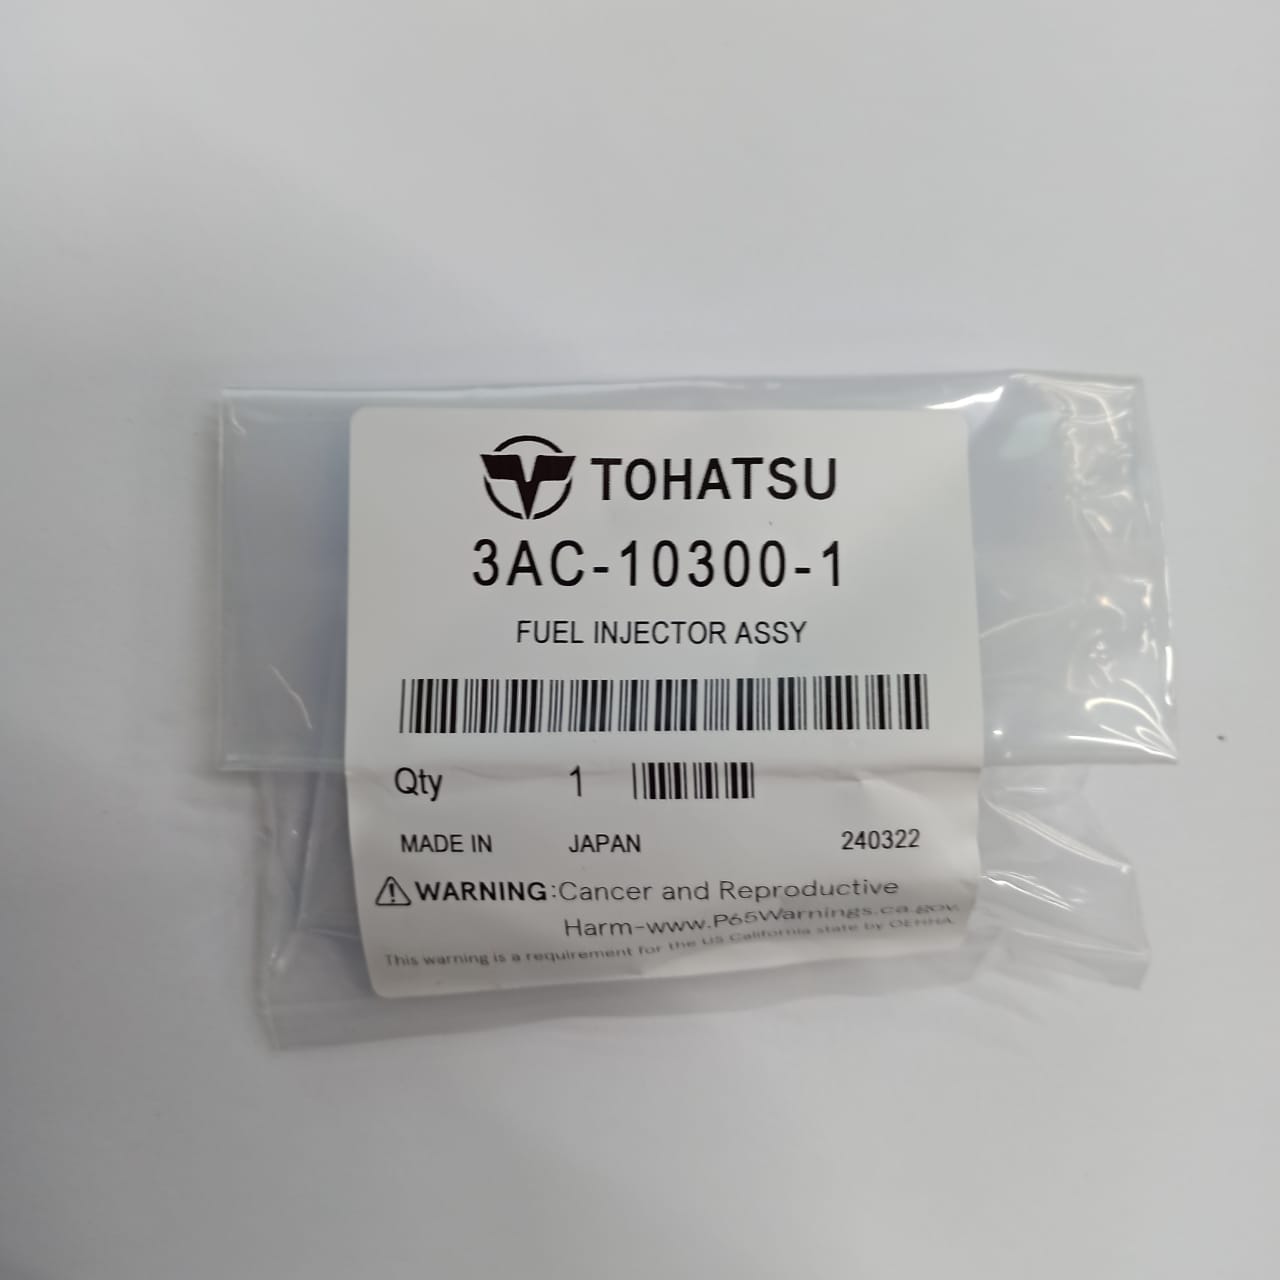 TOHATSU
3AC-10300-1
FUEL INJECTOR ASSY
Qty 1
MADE IN JAPAN 240322
⚠WARNING:Cancer and Reproductive
Harm-www.P65Warnings.ca.gov.
This warning is a requirement for the US California state by OEHHA.